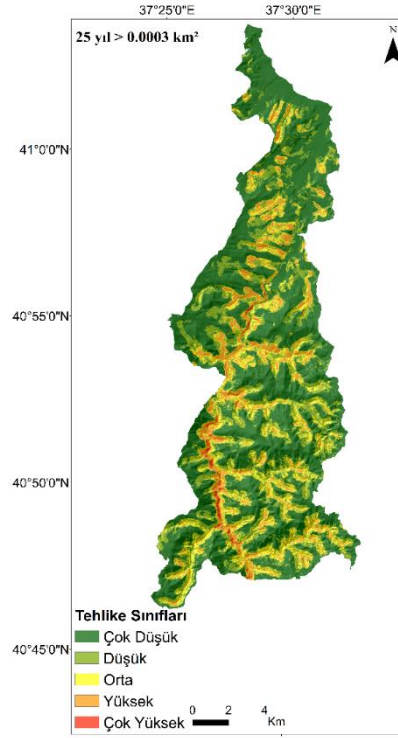 37°25'0"E 37°30'0"E
25 yıl > 0.0003 km²
N
41°0'0"N
40°55'0"N
40°50'0"N
40°45'0"N
Tehlike Sınıfları
Çok Düşük
Düşük
Orta
Yüksek
Çok Yüksek
0 2 4
Km